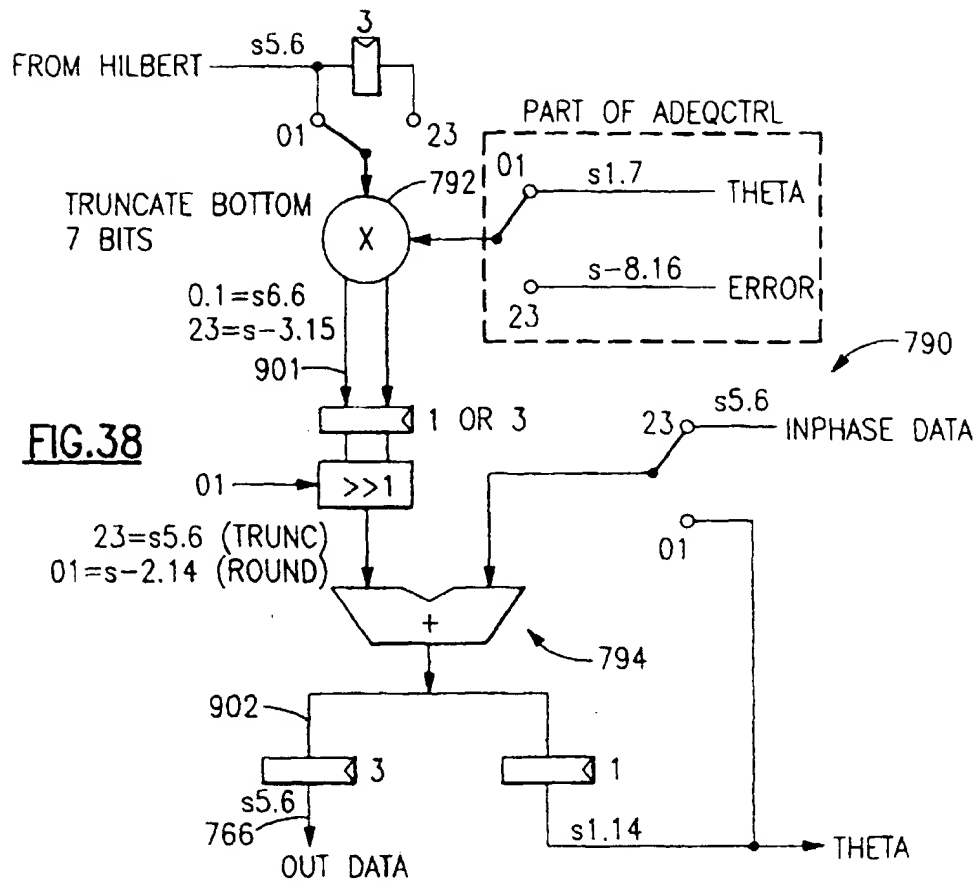 3
s5.6
FROM HILBERT
01
23
PART OF ADEQCTRL
01
s1.7
THETA
792
TRUNCATE BOTTOM
7 BITS
X
s-8.16
ERROR
23
0.1=s6.6
23=s-3.15
901
790
1 OR 3
23
s5.6
INPHASE DATA
FIG.38
01
>>1
01
23=s5.6 (TRUNC)
01=s-2.14 (ROUND)
+
794
902
3
1
s5.6
766
s1.14
THETA
OUT DATA